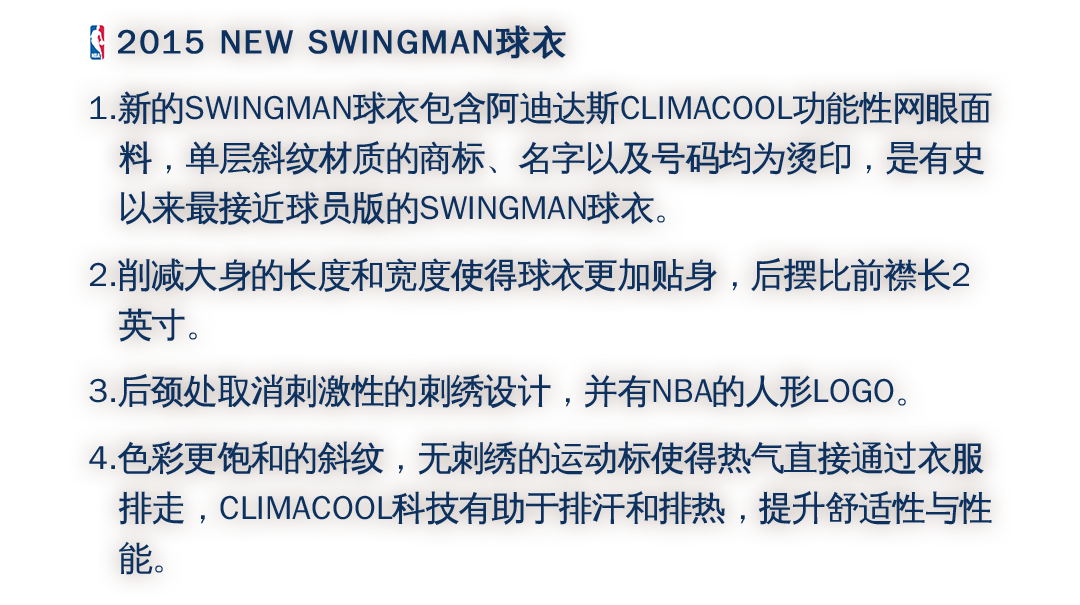 2015 NEW SWINGMAN球衣
1.新的SWINGMAN球衣包含阿迪达斯CLIMACOOL功能性网眼面
料，单层斜纹材质的商标、名字以及号码均为烫印，是有史
以来最接近球员版的SWINGMAN球衣。
2.削减大身的长度和宽度使得球衣更加贴身，后摆比前襟长2
英寸。
3.后颈处取消刺激性的刺绣设计，并有NBA的人形LOGO。
4.色彩更饱和的斜纹，无刺绣的运动标使得热气直接通过衣服
排走，CLIMACOOL科技有助于排汗和排热，提升舒适性与性
能。